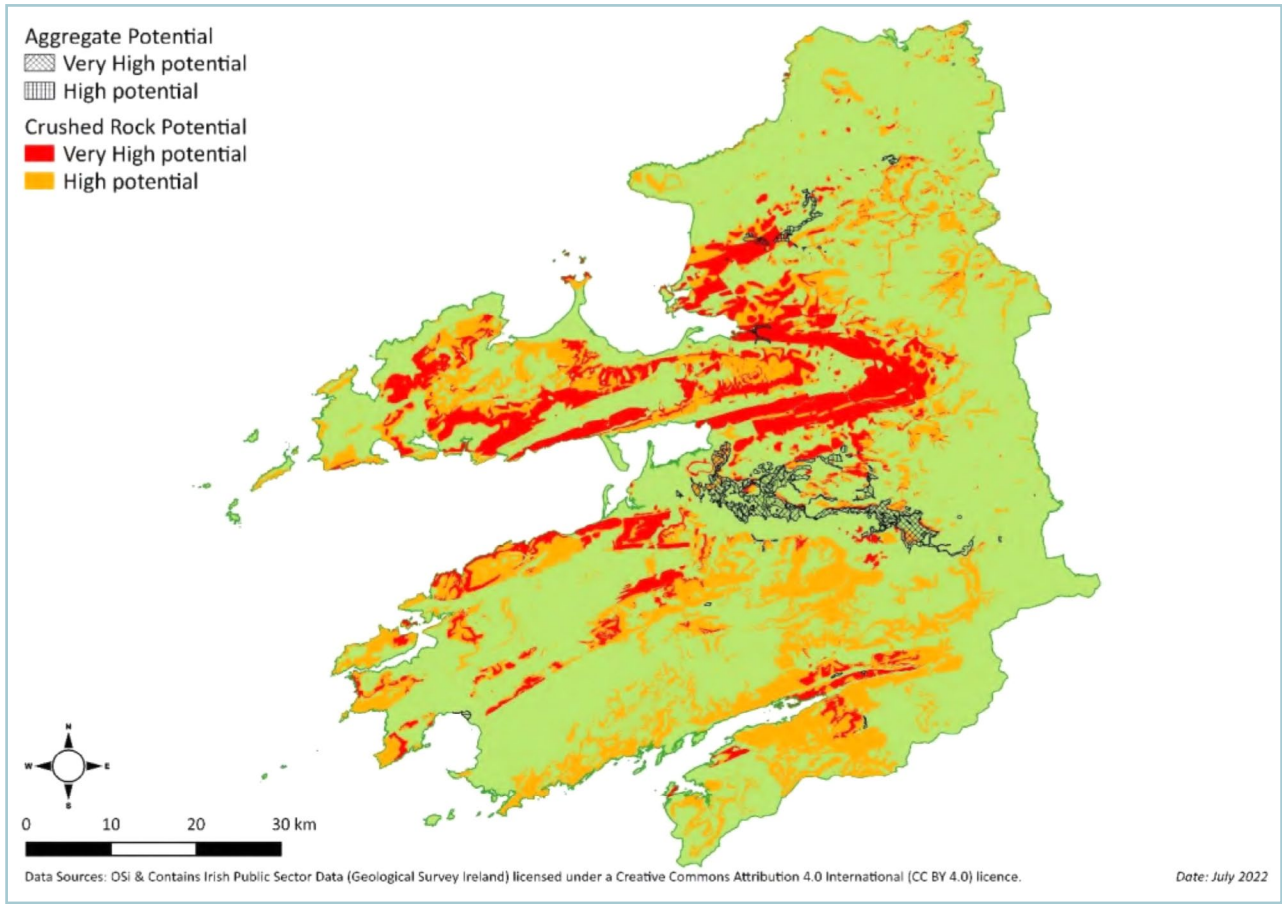 Aggregate Potential
Very High potential
High potential
Crushed Rock Potential
Very High potential
High potential
N
W E
S
0 10 20 30 km
Data Sources: OSi & Contains Irish Public Sector Data (Geological Survey Ireland) licensed under a Creative Commons Attribution 4.0 International (CC BY 4.0) licence.
Date: July 2022